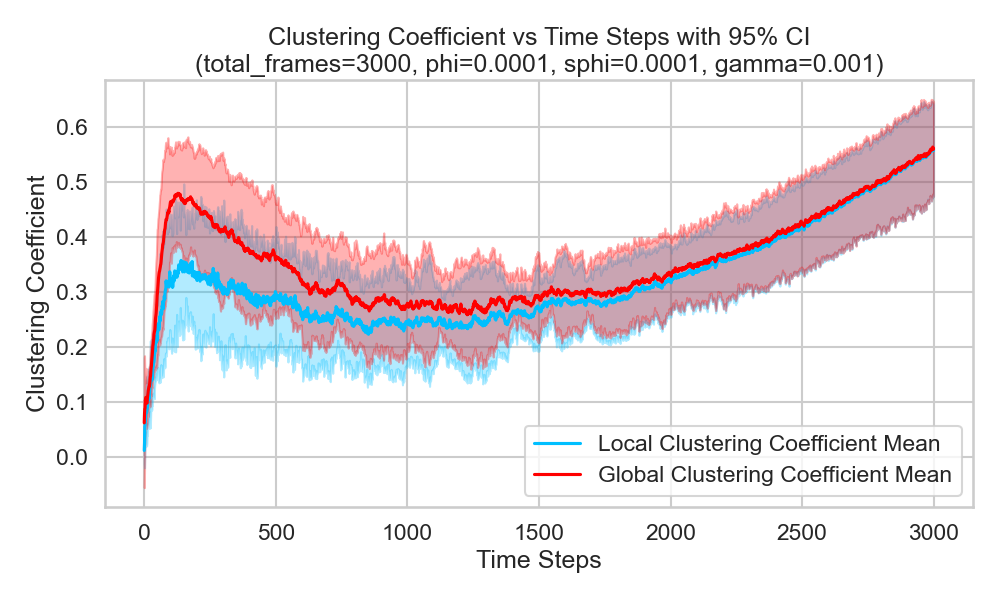 Clustering Coefficient vs Time Steps with 95% CI
(total_frames=3000, phi=0.0001, sphi=0.0001, gamma=0.001)
Clustering Coefficient
0.6
0.5
0.4
0.3
0.2
0.1
0.0
Local Clustering Coefficient Mean
Global Clustering Coefficient Mean
0 500 1000 1500 2000 2500 3000
Time Steps